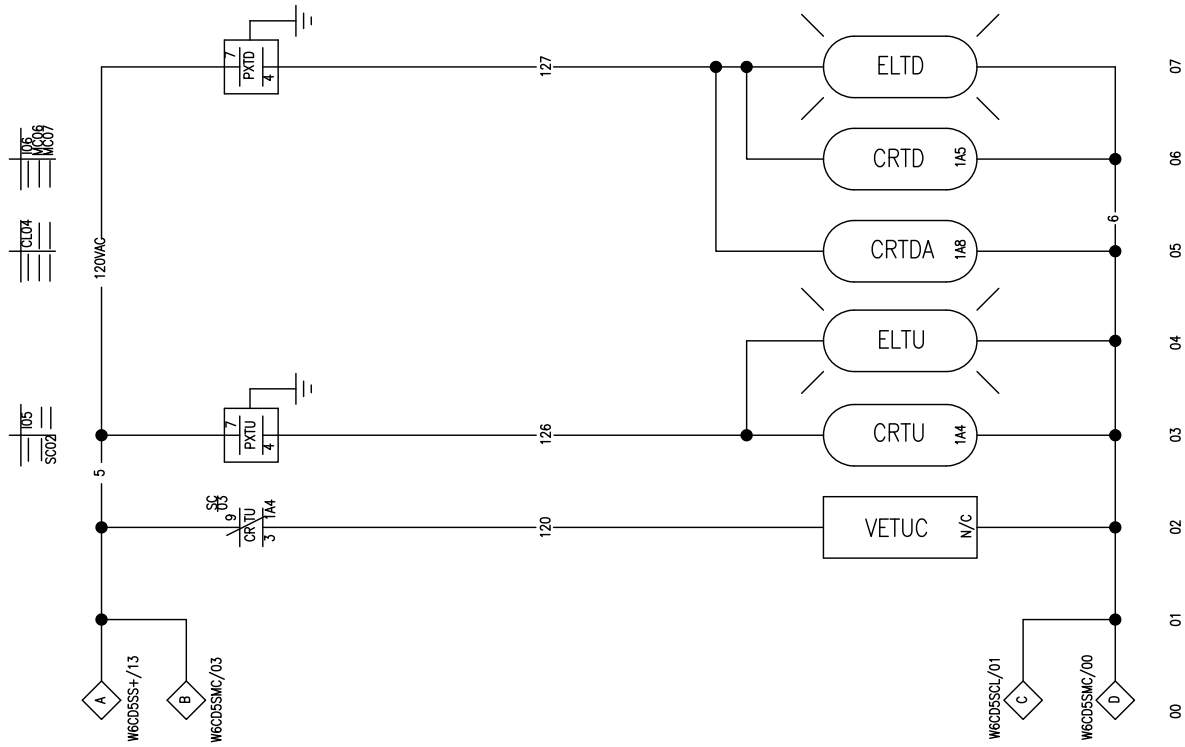 I06
MC06
MC07
7
PXTD
4
127
ELTD
07
CRTD
1A5
06
CL04
120VAC
CRTDA
1A8
6
05
ELTU
04
I05
SC02
7
PXTU
4
126
CRTU
1A4
03
5
SC
03
9
CRTU
3
1A4
120
VETUC
N/C
02
01
A
W6CD5SS+/13
B
W6CD5SMC/03
W6CD5SCL/01
C
W6CD5SMC/00
D
00